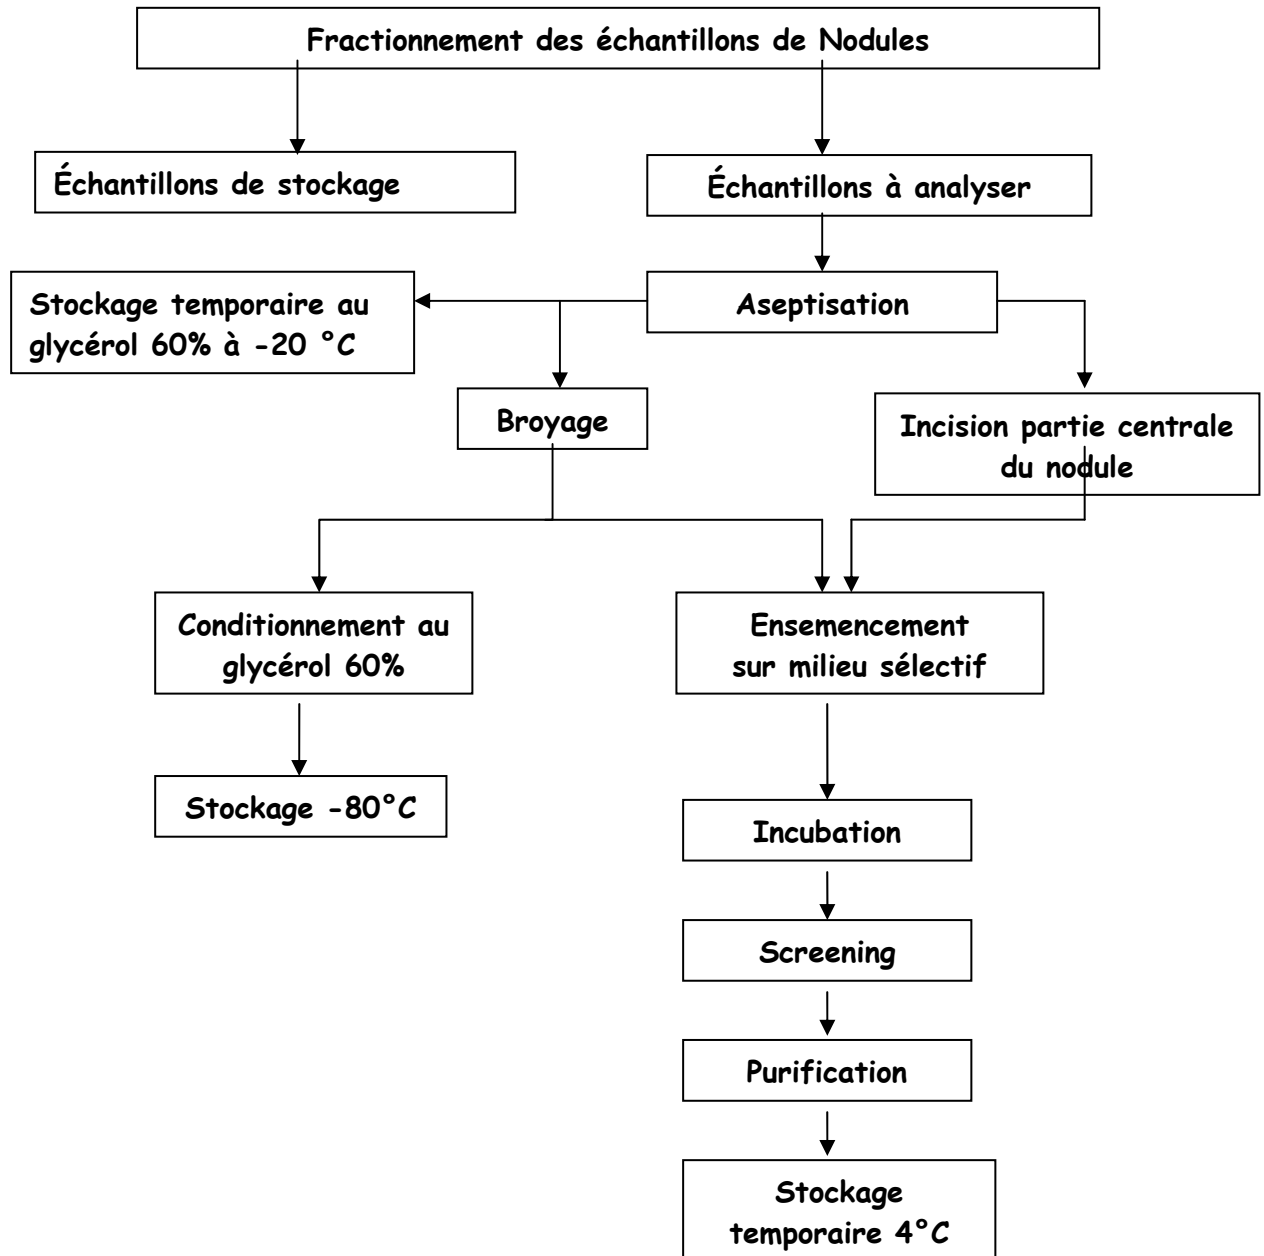 Fractionnement des échantillons de Nodules
Échantillons de stockage
Échantillons à analyser
Stockage temporaire au
glycérol 60% à -20 °C
Aseptisation
Broyage
Incision partie centrale
du nodule
Conditionnement au
glycérol 60%
Ensemencement
sur milieu sélectif
Stockage -80°C
Incubation
Screening
Purification
Stockage
temporaire 4°C